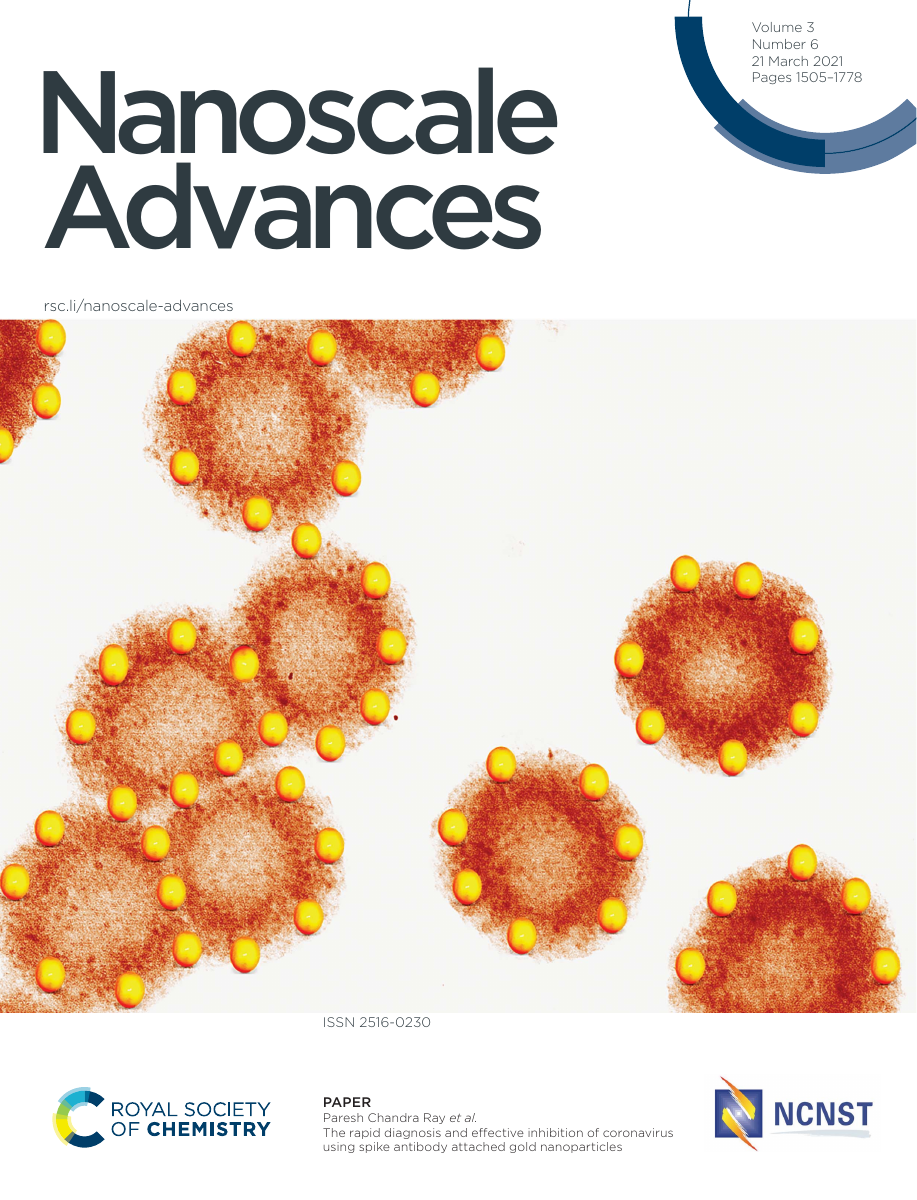 Volume 3
Number 6
21 March 2021
Pages 1505–1778
Nanoscale
Advances
rsc.li/nanoscale-advances
ISSN 2516-0230
ROYAL SOCIETY
OF CHEMISTRY
PAPER
Paresh Chandra Ray et al.
The rapid diagnosis and effective inhibition of coronavirus
using spike antibody attached gold nanoparticles
NCNST